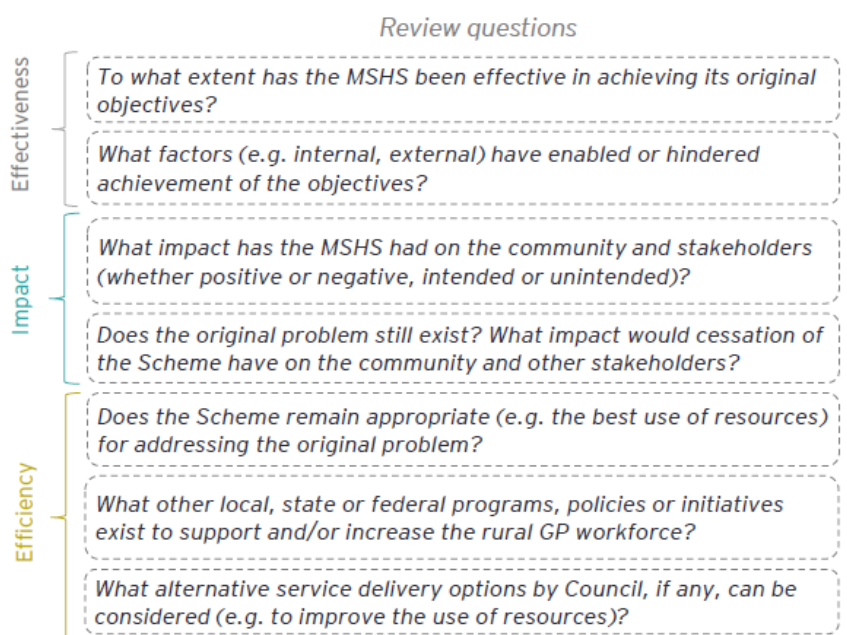 Review questions
Effectiveness
To what extent has the MSHS been effective in achieving its original
objectives?
What factors (e.g. internal, external) have enabled or hindered
achievement of the objectives?
Impact
What impact has the MSHS had on the community and stakeholders
(whether positive or negative, intended or unintended)?
Does the original problem still exist? What impact would cessation of
the Scheme have on the community and other stakeholders?
Efficiency
Does the Scheme remain appropriate (e.g. the best use of resources)
for addressing the original problem?
What other local, state or federal programs, policies or initiatives
exist to support and/or increase the rural GP workforce?
What alternative service delivery options by Council, if any, can be
considered (e.g. to improve the use of resources)?